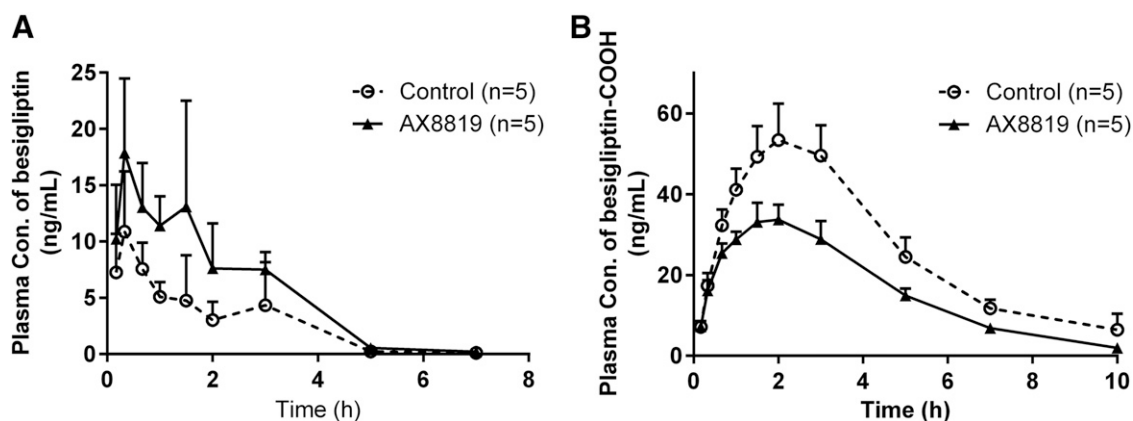 A
Plasma Con. of besigliptin
(ng/mL)
25
20
15
10
5
0
0
2
4
6
8
Time (h)
Control (n=5)
AX8819 (n=5)
B
Plasma Con. of besigliptin-COOH
(ng/mL)
60
40
20
0
0
2
4
6
8
10
Time (h)
Control (n=5)
AX8819 (n=5)